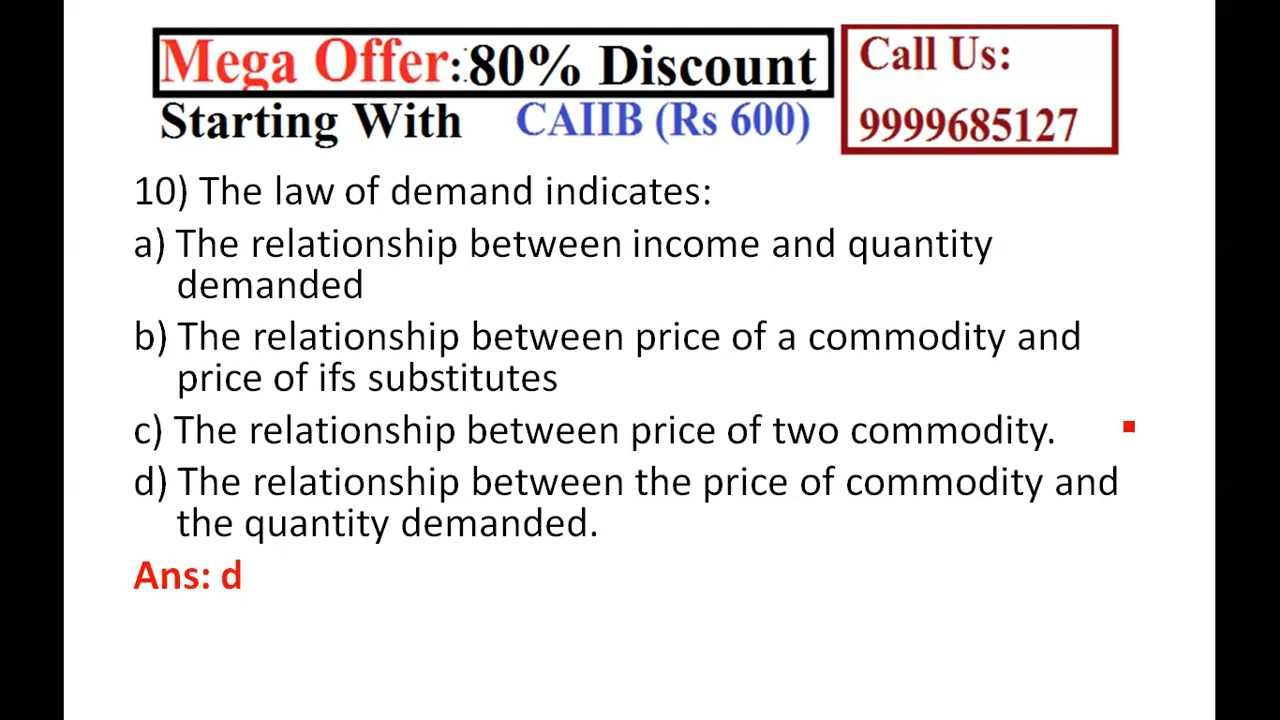 Mega Offer:80% Discount
Starting With CAIIB (Rs 600)
Call Us:
9999685127
10) The law of demand indicates:
a) The relationship between income and quantity
demanded
b) The relationship between price of a commodity and
price of ifs substitutes
c) The relationship between price of two commodity.
d) The relationship between the price of commodity and
the quantity demanded.
Ans: d